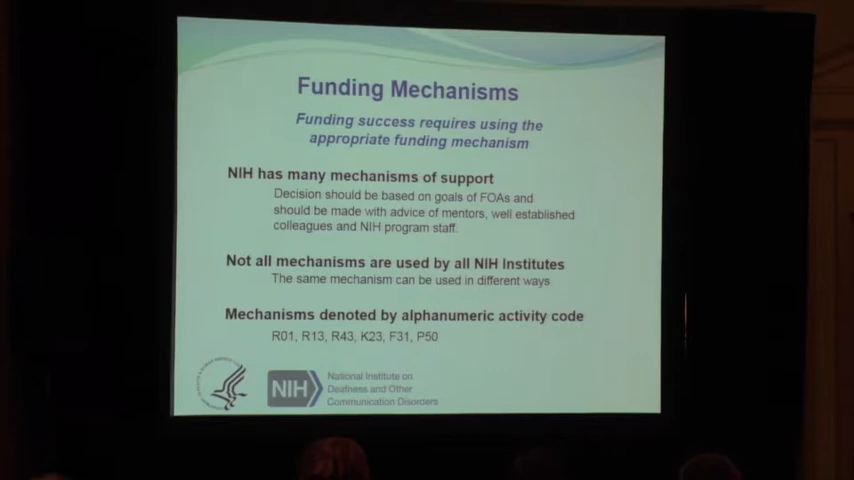 Funding Mechanisms
Funding success requires using the
appropriate funding mechanism
NIH has many mechanisms of support
Decision should be based on goals of FOAs and
should be made with advice of mentors, well established
colleagues and NIH program staff.
Not all mechanisms are used by all NIH Institutes
The same mechanism can be used in different ways
Mechanisms denoted by alphanumeric activity code
R01, R13, R43, K23, F31, P50
NIH
National Institute on
Deafness and Other
Communication Disorders